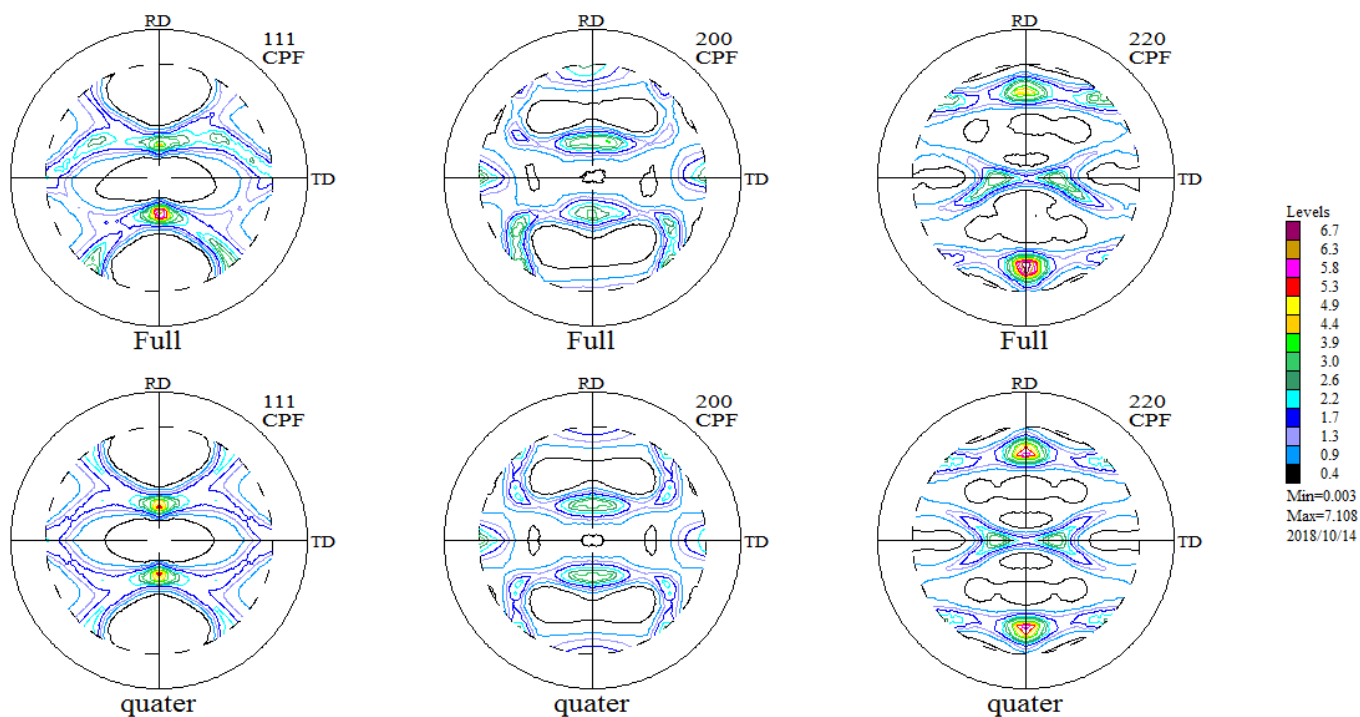 RD
111
CPF
TD
Full
RD
200
CPF
TD
Full
RD
220
CPF
TD
Full
RD
111
CPF
TD
quater
RD
200
CPF
TD
quater
RD
220
CPF
TD
quater
Levels
6.7
6.3
5.8
5.3
4.9
4.4
3.9
3.0
2.6
2.2
1.7
1.3
0.9
0.4
Min=0.003
Max=7.108
2018/10/14